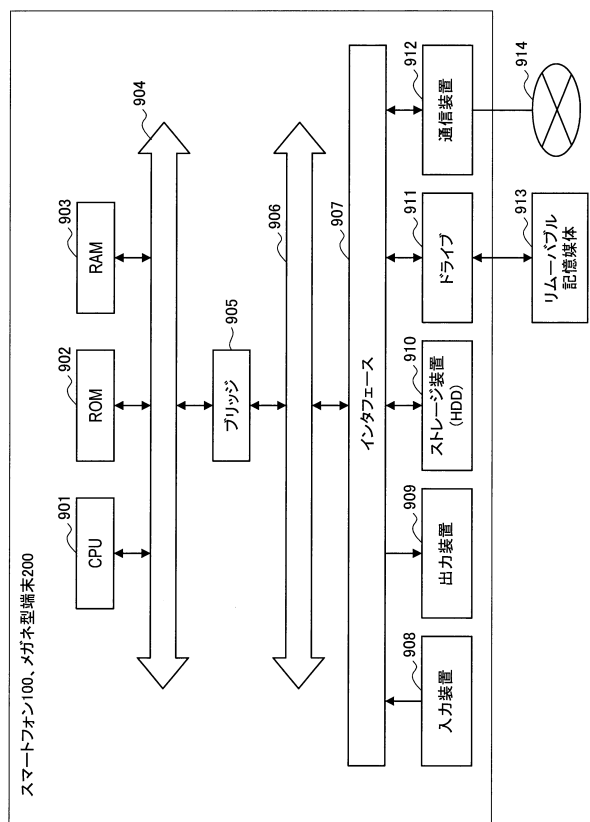 スマートフォン100、メガネ型端末200
901
CPU
902
ROM
903
RAM
904
905
ブリッジ
906
907
インタフェース
908
入力装置
909
出力装置
910
ストレージ装置
(HDD)
911
ドライブ
912
通信装置
913
リムーバブル
記憶媒体
914